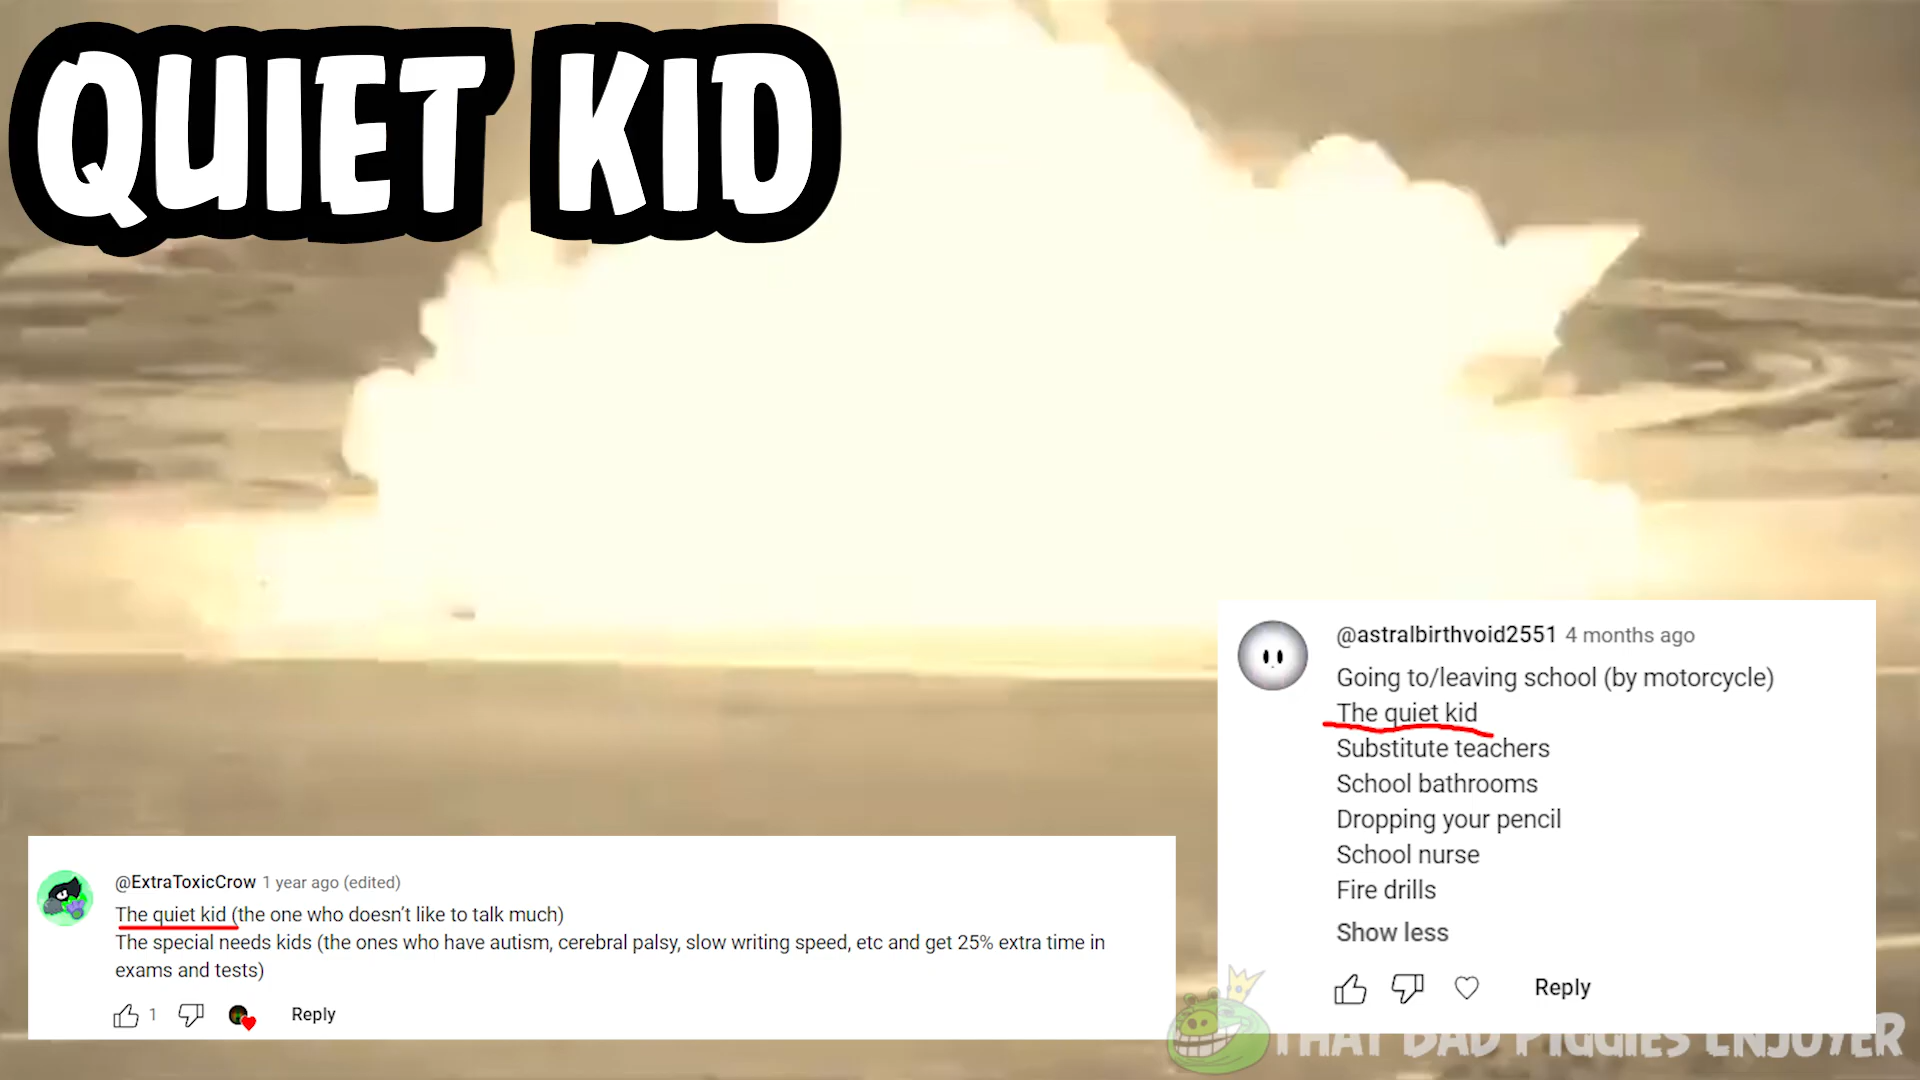 QUIET KID
@astralbirthvoid2551 4 months ago
Going to/leaving school (by motorcycle)
The quiet kid
Substitute teachers
School bathrooms
Dropping your pencil
School nurse
Fire drills
Show less
Reply
@ExtraToxicCrow 1 year ago (edited)
The quiet kid (the one who doesn’t like to talk much)
The special needs kids (the ones who have autism, cerebral palsy, slow writing speed, etc and get 25% extra time in
exams and tests)
1 Reply
THAT BAD PIGGIES ENJOYER